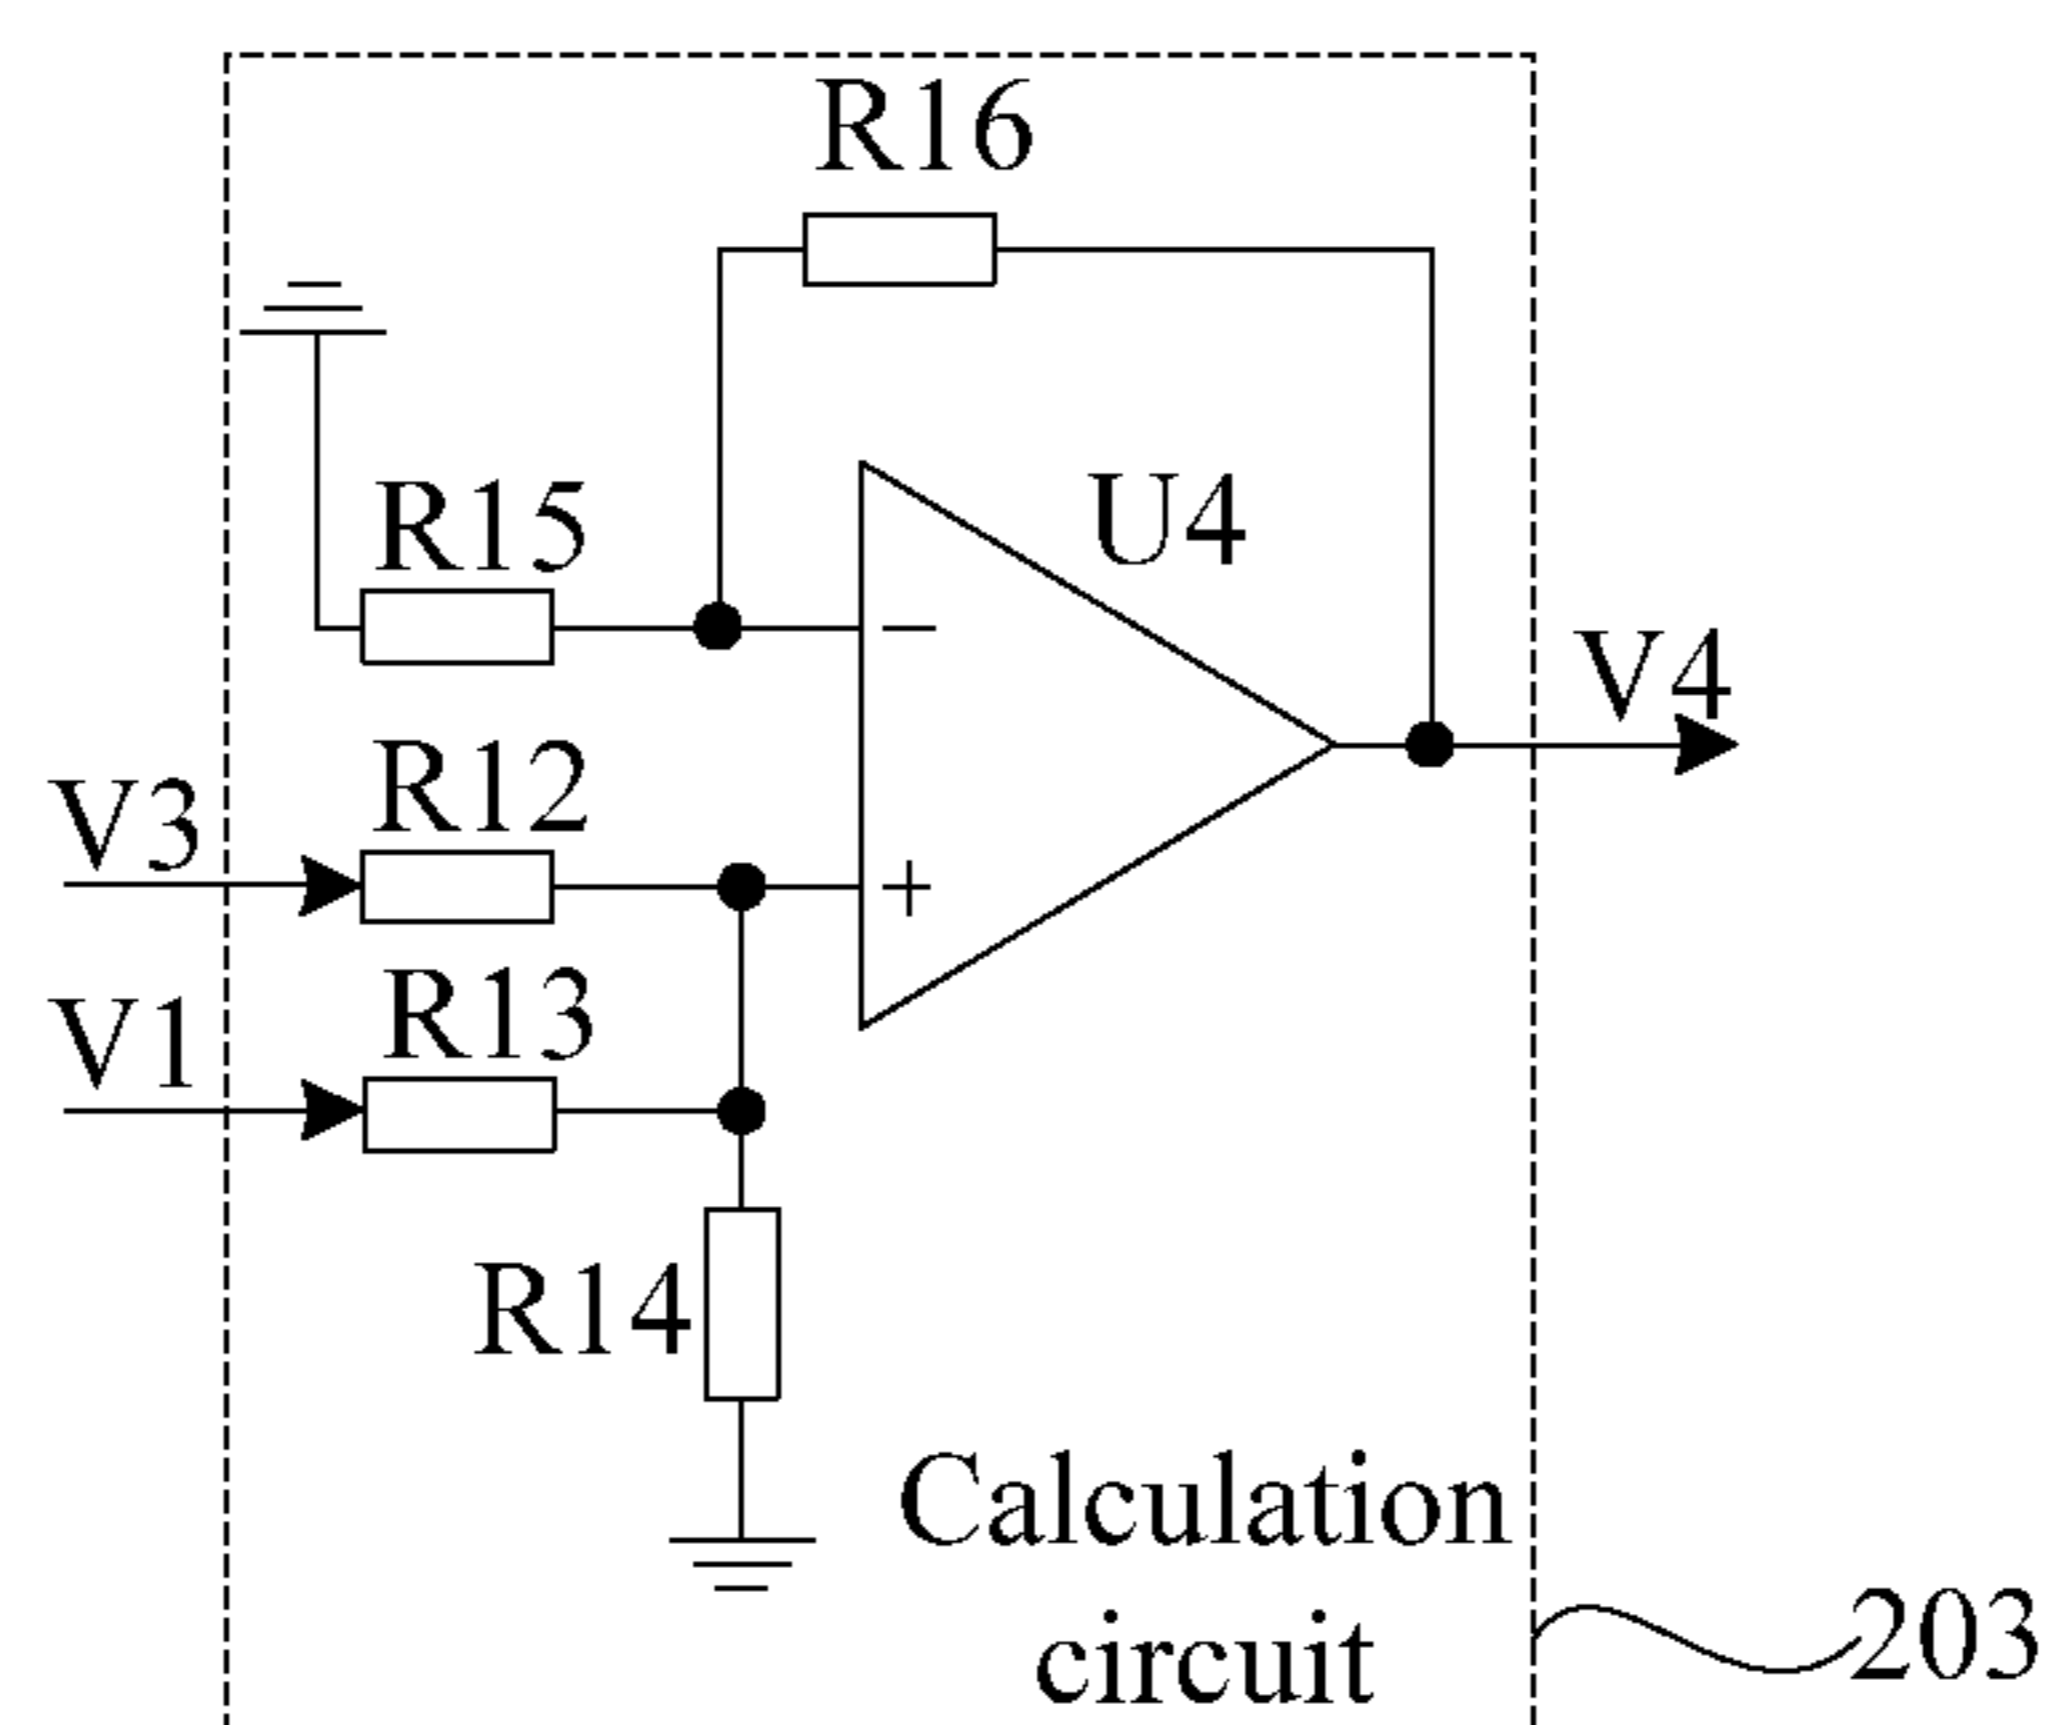 R16
R15
U4
V4
R12
V3
R13
V1
−
+
R14
Calculation
circuit
203